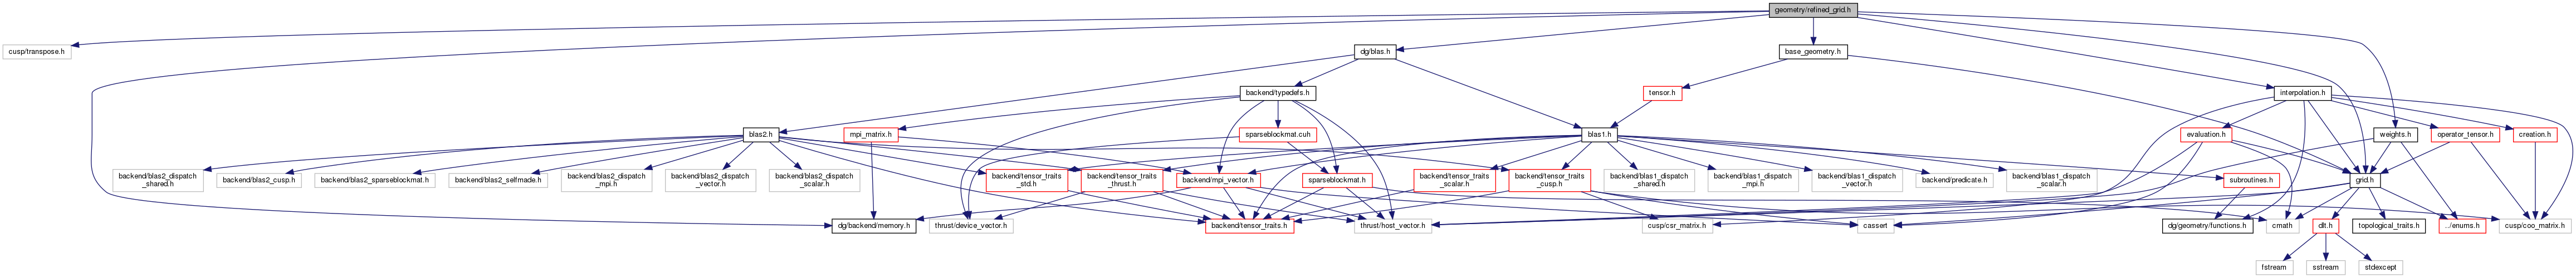 geometry/refined_grid.h
cusp/transpose.h
dg/blas.h
base_geometry.h
backend/typedefs.h
tensor.h
interpolation.h
blas2.h
mpi_matrix.h
sparseblockmat.cuh
blas1.h
evaluation.h
weights.h
operator_tensor.h
creation.h
backend/blas2_dispatch
_shared.h
backend/blas2_cusp.h
backend/blas2_sparseblockmat.h
backend/blas2_selfmade.h
backend/blas2_dispatch
_mpi.h
backend/blas2_dispatch
_vector.h
backend/blas2_dispatch
_scalar.h
backend/tensor_traits
_std.h
backend/tensor_traits
_thrust.h
backend/mpi_vector.h
sparseblockmat.h
backend/tensor_traits
_scalar.h
backend/tensor_traits
_cusp.h
backend/blas1_dispatch
_shared.h
backend/blas1_dispatch
_mpi.h
backend/blas1_dispatch
_vector.h
backend/predicate.h
backend/blas1_dispatch
_scalar.h
subroutines.h
grid.h
dg/backend/memory.h
thrust/device_vector.h
backend/tensor_traits.h
thrust/host_vector.h
cusp/csr_matrix.h
cassert
dg/geometry/functions.h
cmath
dlt.h
topological_traits.h
../enums.h
cusp/coo_matrix.h
fstream
sstream
stdexcept